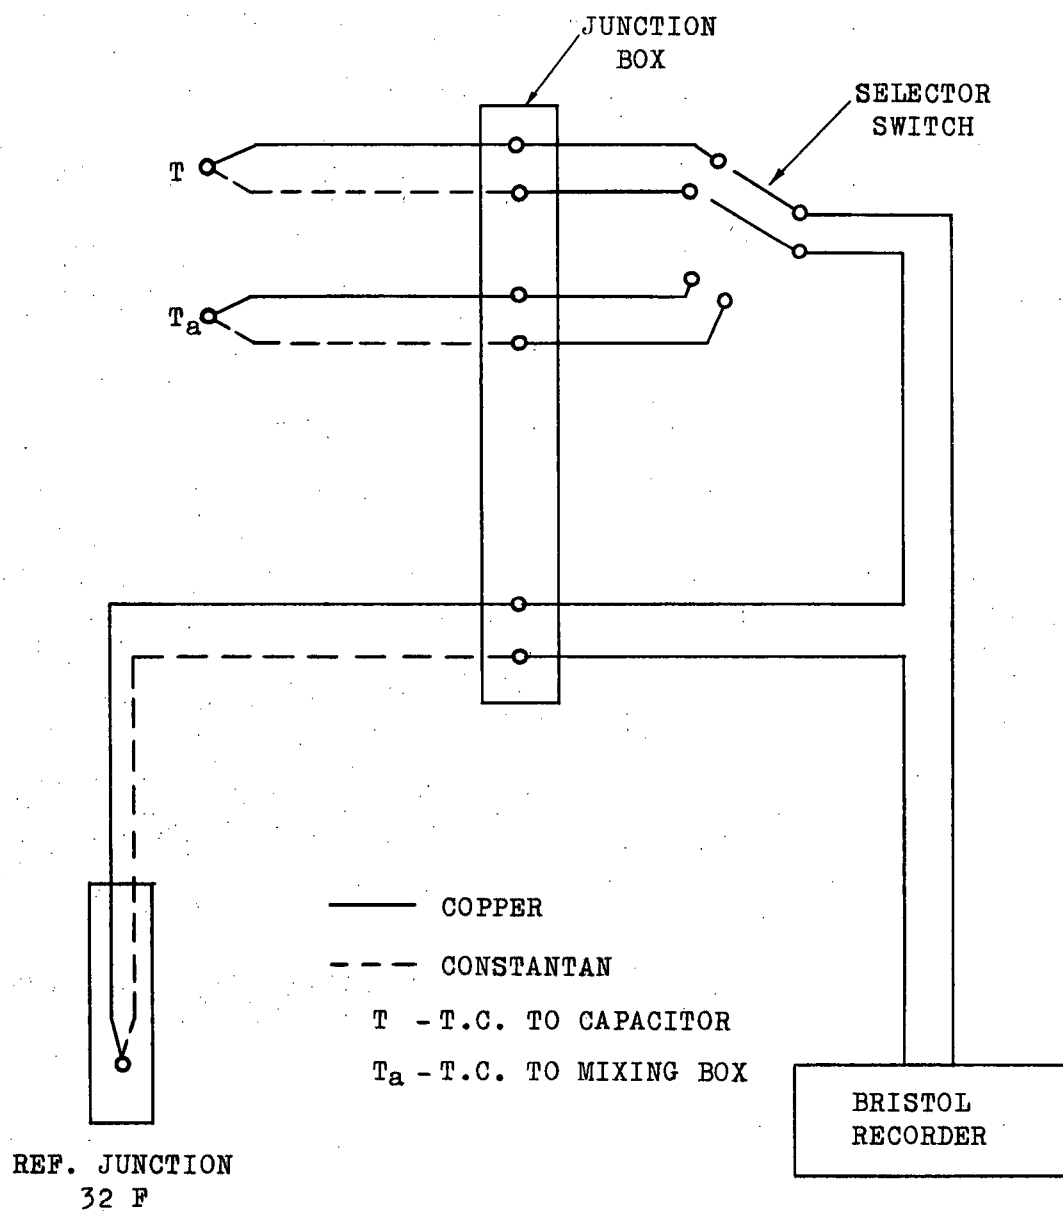 JUNCTION
BOX
SELECTOR
SWITCH
T
Ta
COPPER
CONSTANTAN
T - T.C. TO CAPACITOR
Ta - T.C. TO MIXING BOX
BRISTOL
RECORDER
REF. JUNCTION
32 F